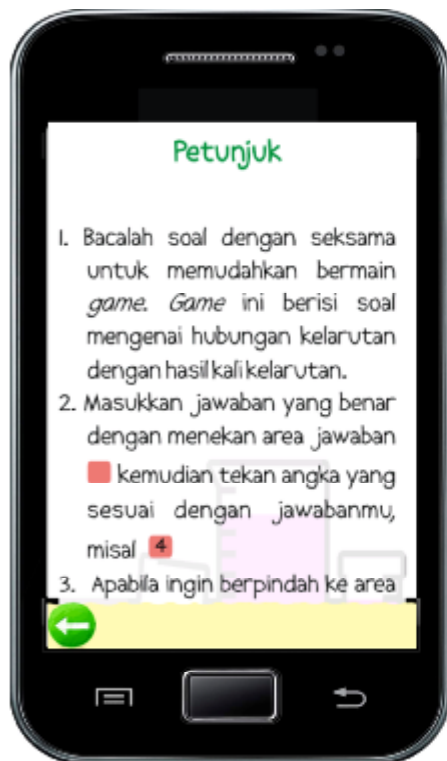 Petunjuk
1. Bacalah soal dengan seksama
untuk memudahkan bermain
game. Game ini berisi soal
mengenai hubungan kelarutan
dengan hasil kali kelarutan.
2. Masukkan jawaban yang benar
dengan menekan area jawaban
kemudian tekan angka yang
sesuai dengan jawabanmu,
misal 4
3. Apabila ingin berpindah ke area